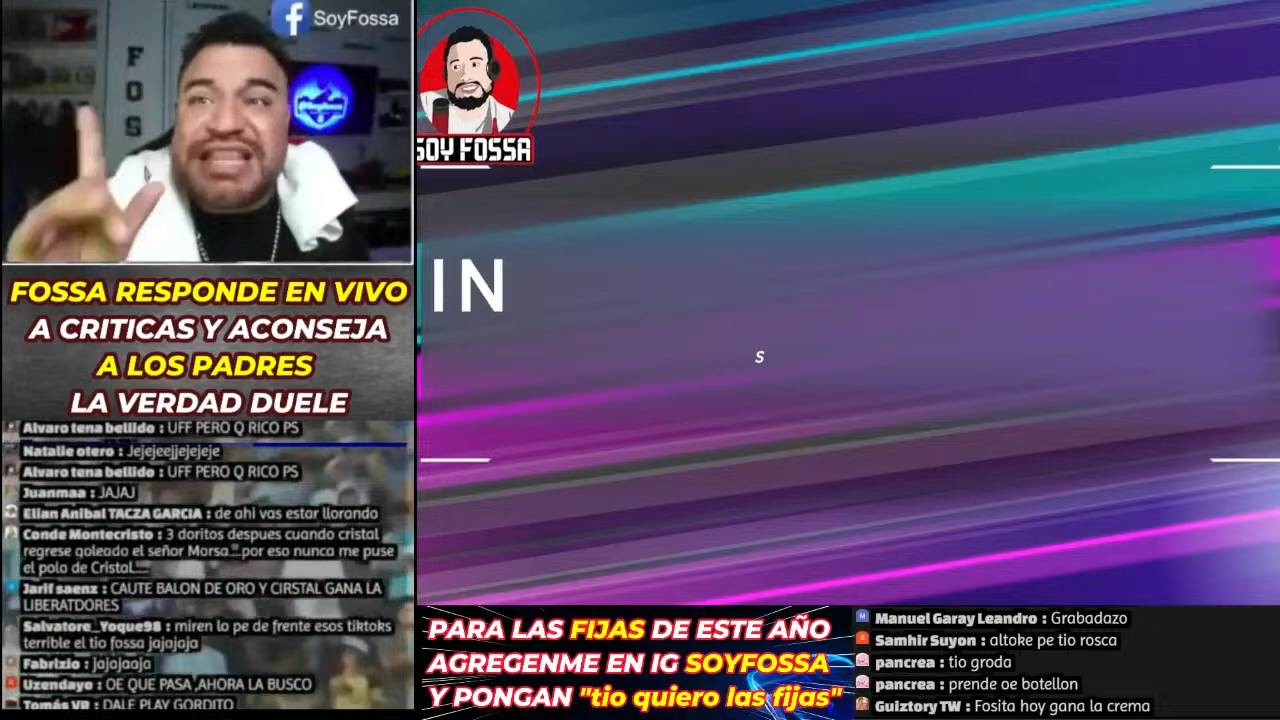 SoyFossa
FOS
SOY FOSSA
FOSSA RESPONDE EN VIVO
A CRITICAS Y ACONSEJA
A LOS PADRES
LA VERDAD DUELE
IN
s
Alvaro tena bellido : UFF PERO Q RICO PS
Natalie otero : Jejejeejjejejeje
Alvaro tena bellido : UFF PERO Q RICO PS
Juanmaa : JAJAJ
Elian Anibal TACZA GARCIA : de ahi vas estar llorando
Conde Montecristo : 3 doritos despues cuando cristal
regrese goleado el señor Morsa...por eso nunca me puse
el polo de Cristal....
Jarif saenz : CAUTE BALON DE ORO Y CIRSTAL GANA LA
LIBERATDORES
Salvatore_Yoque98 : miren lo pe de frente esos tiktoks
terrible el tio fossa jajajaja
Fabrizio : jajajaaja
Uzendayo : OE QUE PASA ,AHORA LA BUSCO
Tomás VR : DALE PLAY GORDITO
PARA LAS FIJAS DE ESTE AÑO
AGREGENME EN IG SOYFOSSA
Y PONGAN "tio quiero las fijas"
Manuel Garay Leandro : Grabadazo
Samhir Suyon : altoke pe tio rosca
pancrea : tio groda
pancrea : prende oe botellon
Guiztory TW : Fosita hoy gana la crema